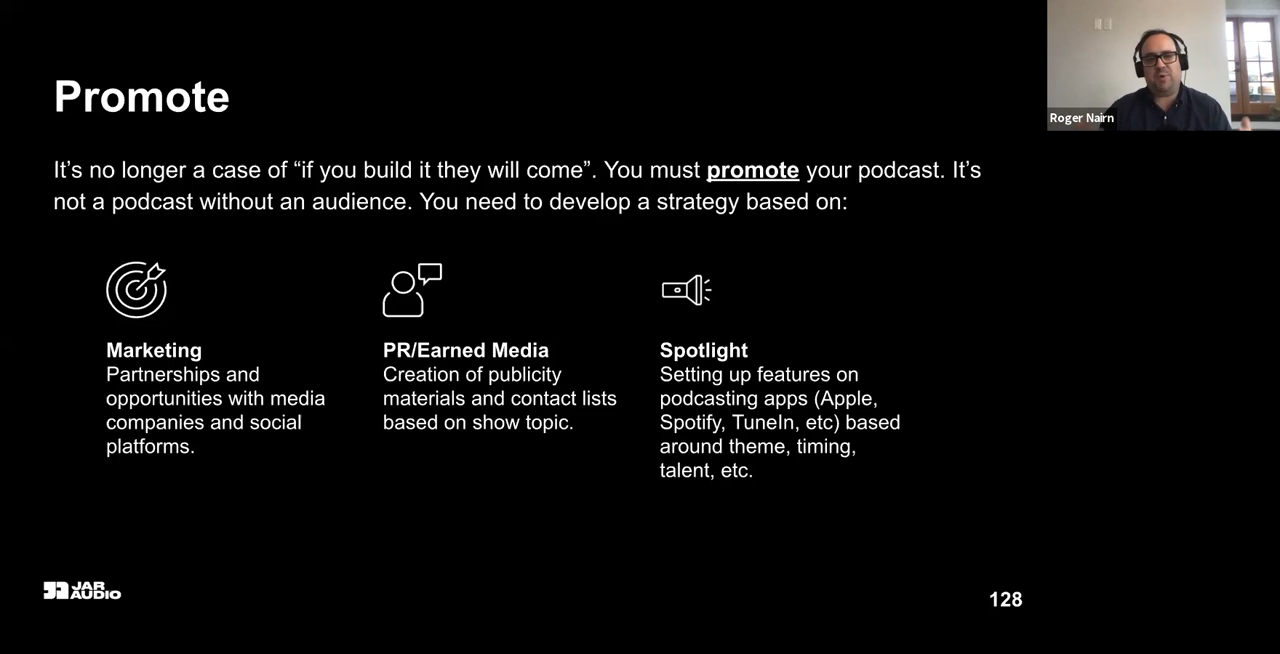 Promote
It’s no longer a case of “if you build it they will come”. You must promote your podcast. It’s
not a podcast without an audience. You need to develop a strategy based on:
Marketing
Partnerships and
opportunities with media
companies and social
platforms.
PR/Earned Media
Creation of publicity
materials and contact lists
based on show topic.
Spotlight
Setting up features on
podcasting apps (Apple,
Spotify, TuneIn, etc) based
around theme, timing,
talent, etc.
JAR
AUDIO
128
Roger Nairn